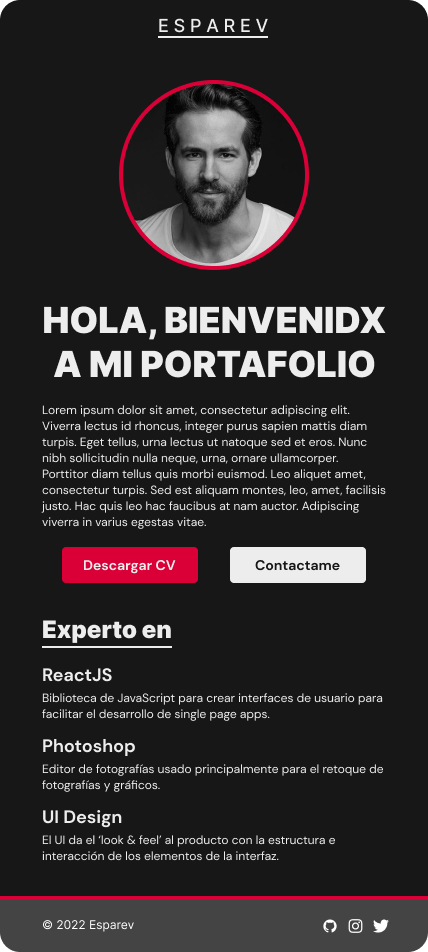 ESPAREV
HOLA, BIENVENIDX
A MI PORTAFOLIO
Lorem ipsum dolor sit amet, consectetur adipiscing elit.
Viverra lectus id rhoncus, integer purus sapien mattis diam
turpis. Eget tellus, urna lectus ut natoque sed et eros. Nunc
nibh sollicitudin nulla neque, urna, ornare ullamcorper.
Porttitor diam tellus quis morbi euismod. Leo aliquet amet,
consectetur turpis. Sed est aliquam montes, leo, amet, facilisis
justo. Hac quis leo hac faucibus at nam auctor. Adipiscing
viverra in varius egestas vitae.
Descargar CV
Contactame
Experto en
ReactJS
Biblioteca de JavaScript para crear interfaces de usuario para
facilitar el desarrollo de single page apps.
Photoshop
Editor de fotografías usado principalmente para el retoque de
fotografías y gráficos.
UI Design
El UI da el ‘look & feel’ al producto con la estructura e
interacción de los elementos de la interfaz.
© 2022 Esparev